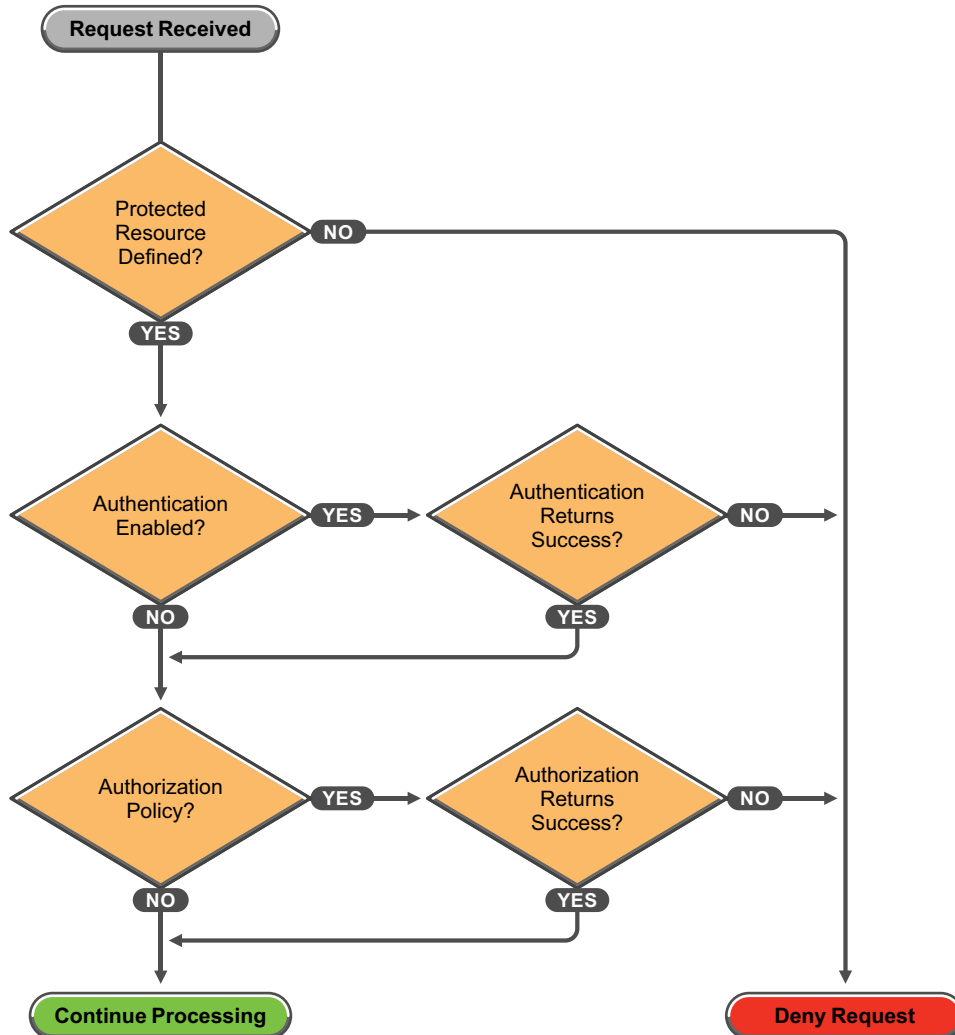 Request Received
Protected
Resource
Defined?
NO
YES
Authentication
Enabled?
YES
Authentication
Returns
Success?
NO
NO
YES
Authorization
Policy?
YES
Authorization
Returns
Success?
NO
NO
YES
Continue Processing
Deny Request